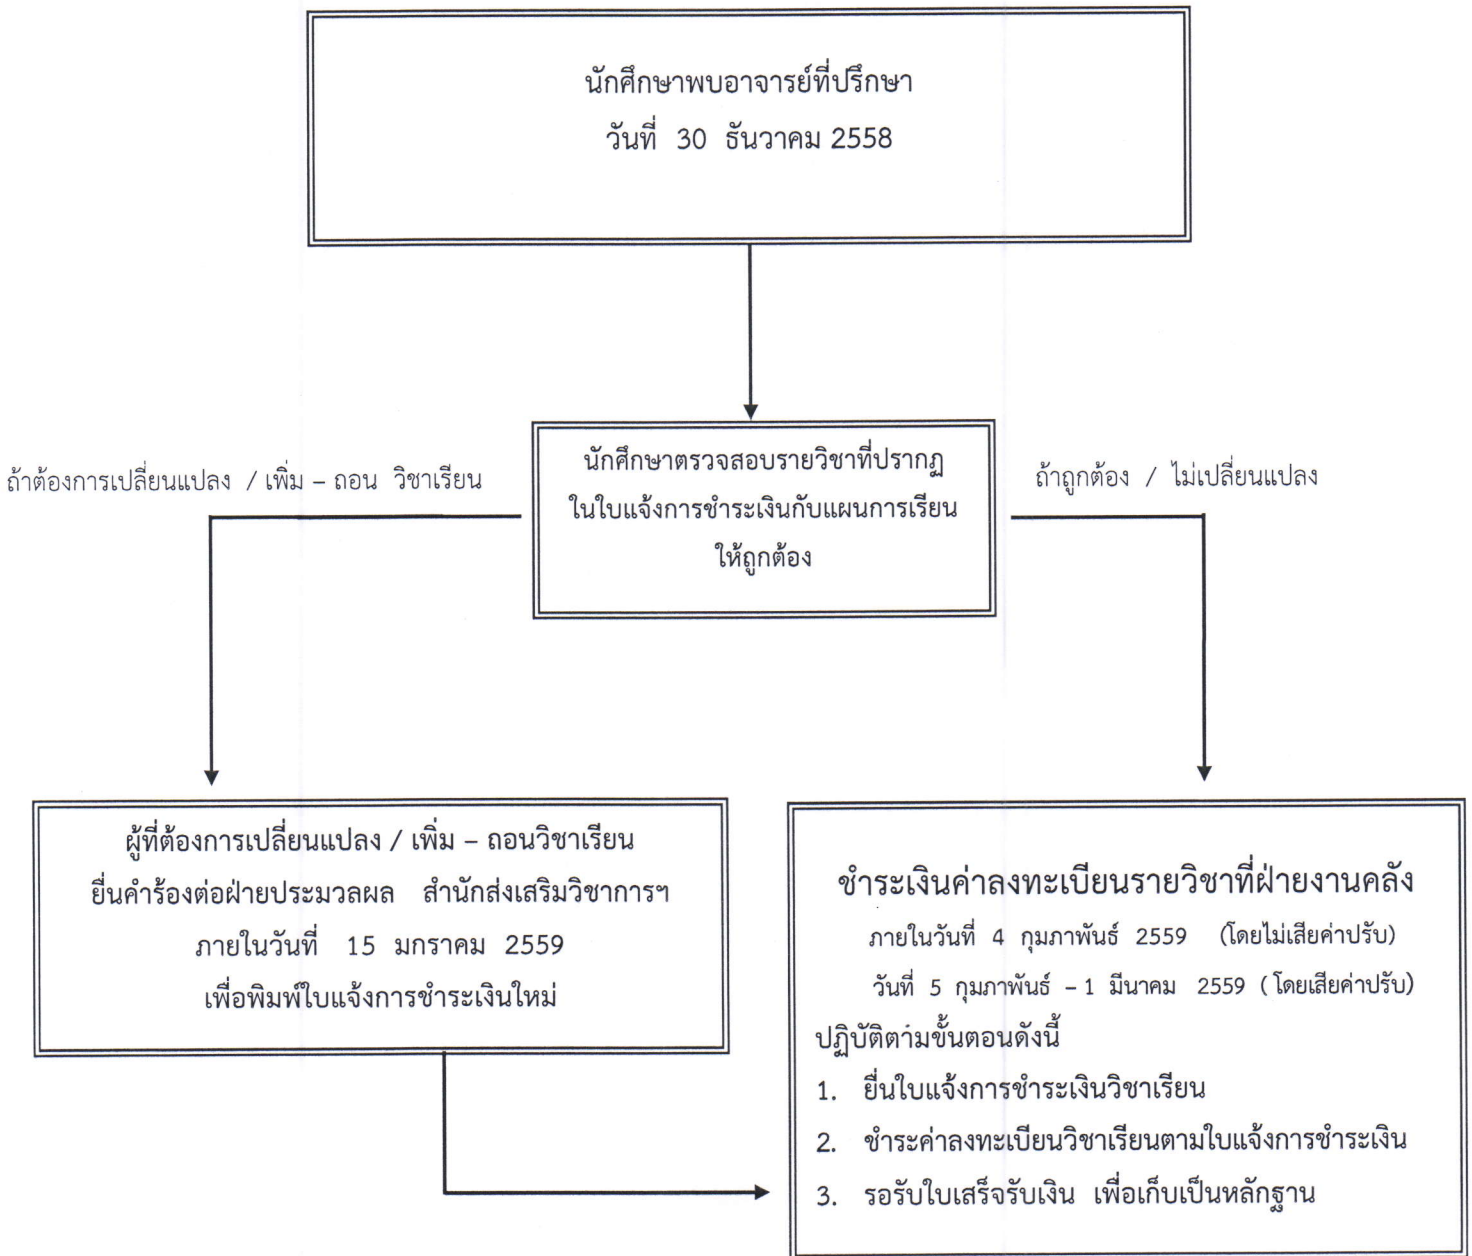 นักศึกษาพบอาจารย์ที่ปรึกษา
วันที่ 30 ธันวาคม 2558
นักศึกษาตรวจสอบรายวิชาที่ปรากฏ
ในใบแจ้งการชำระเงินกับแผนการเรียน
ให้ถูกต้อง
ถ้าต้องการเปลี่ยนแปลง / เพิ่ม – ถอน วิชาเรียน
ถ้าถูกต้อง / ไม่เปลี่ยนแปลง
ผู้ที่ต้องการเปลี่ยนแปลง / เพิ่ม – ถอนวิชาเรียน
ยื่นคำร้องต่อฝ่ายประมวลผล สำนักส่งเสริมวิชาการฯ
ภายในวันที่ 15 มกราคม 2559
เพื่อพิมพ์ใบแจ้งการชำระเงินใหม่
ชำระเงินค่าลงทะเบียนรายวิชาที่ฝ่ายงานคลัง
ภายในวันที่ 4 กุมภาพันธ์ 2559 (โดยไม่เสียค่าปรับ)
วันที่ 5 กุมภาพันธ์ – 1 มีนาคม 2559 ( โดยเสียค่าปรับ)
ปฏิบัติตามขั้นตอนดังนี้
1. ยื่นใบแจ้งการชำระเงินวิชาเรียน
2. ชำระค่าลงทะเบียนวิชาเรียนตามใบแจ้งการชำระเงิน
3. รอรับใบเสร็จรับเงิน เพื่อเก็บเป็นหลักฐาน